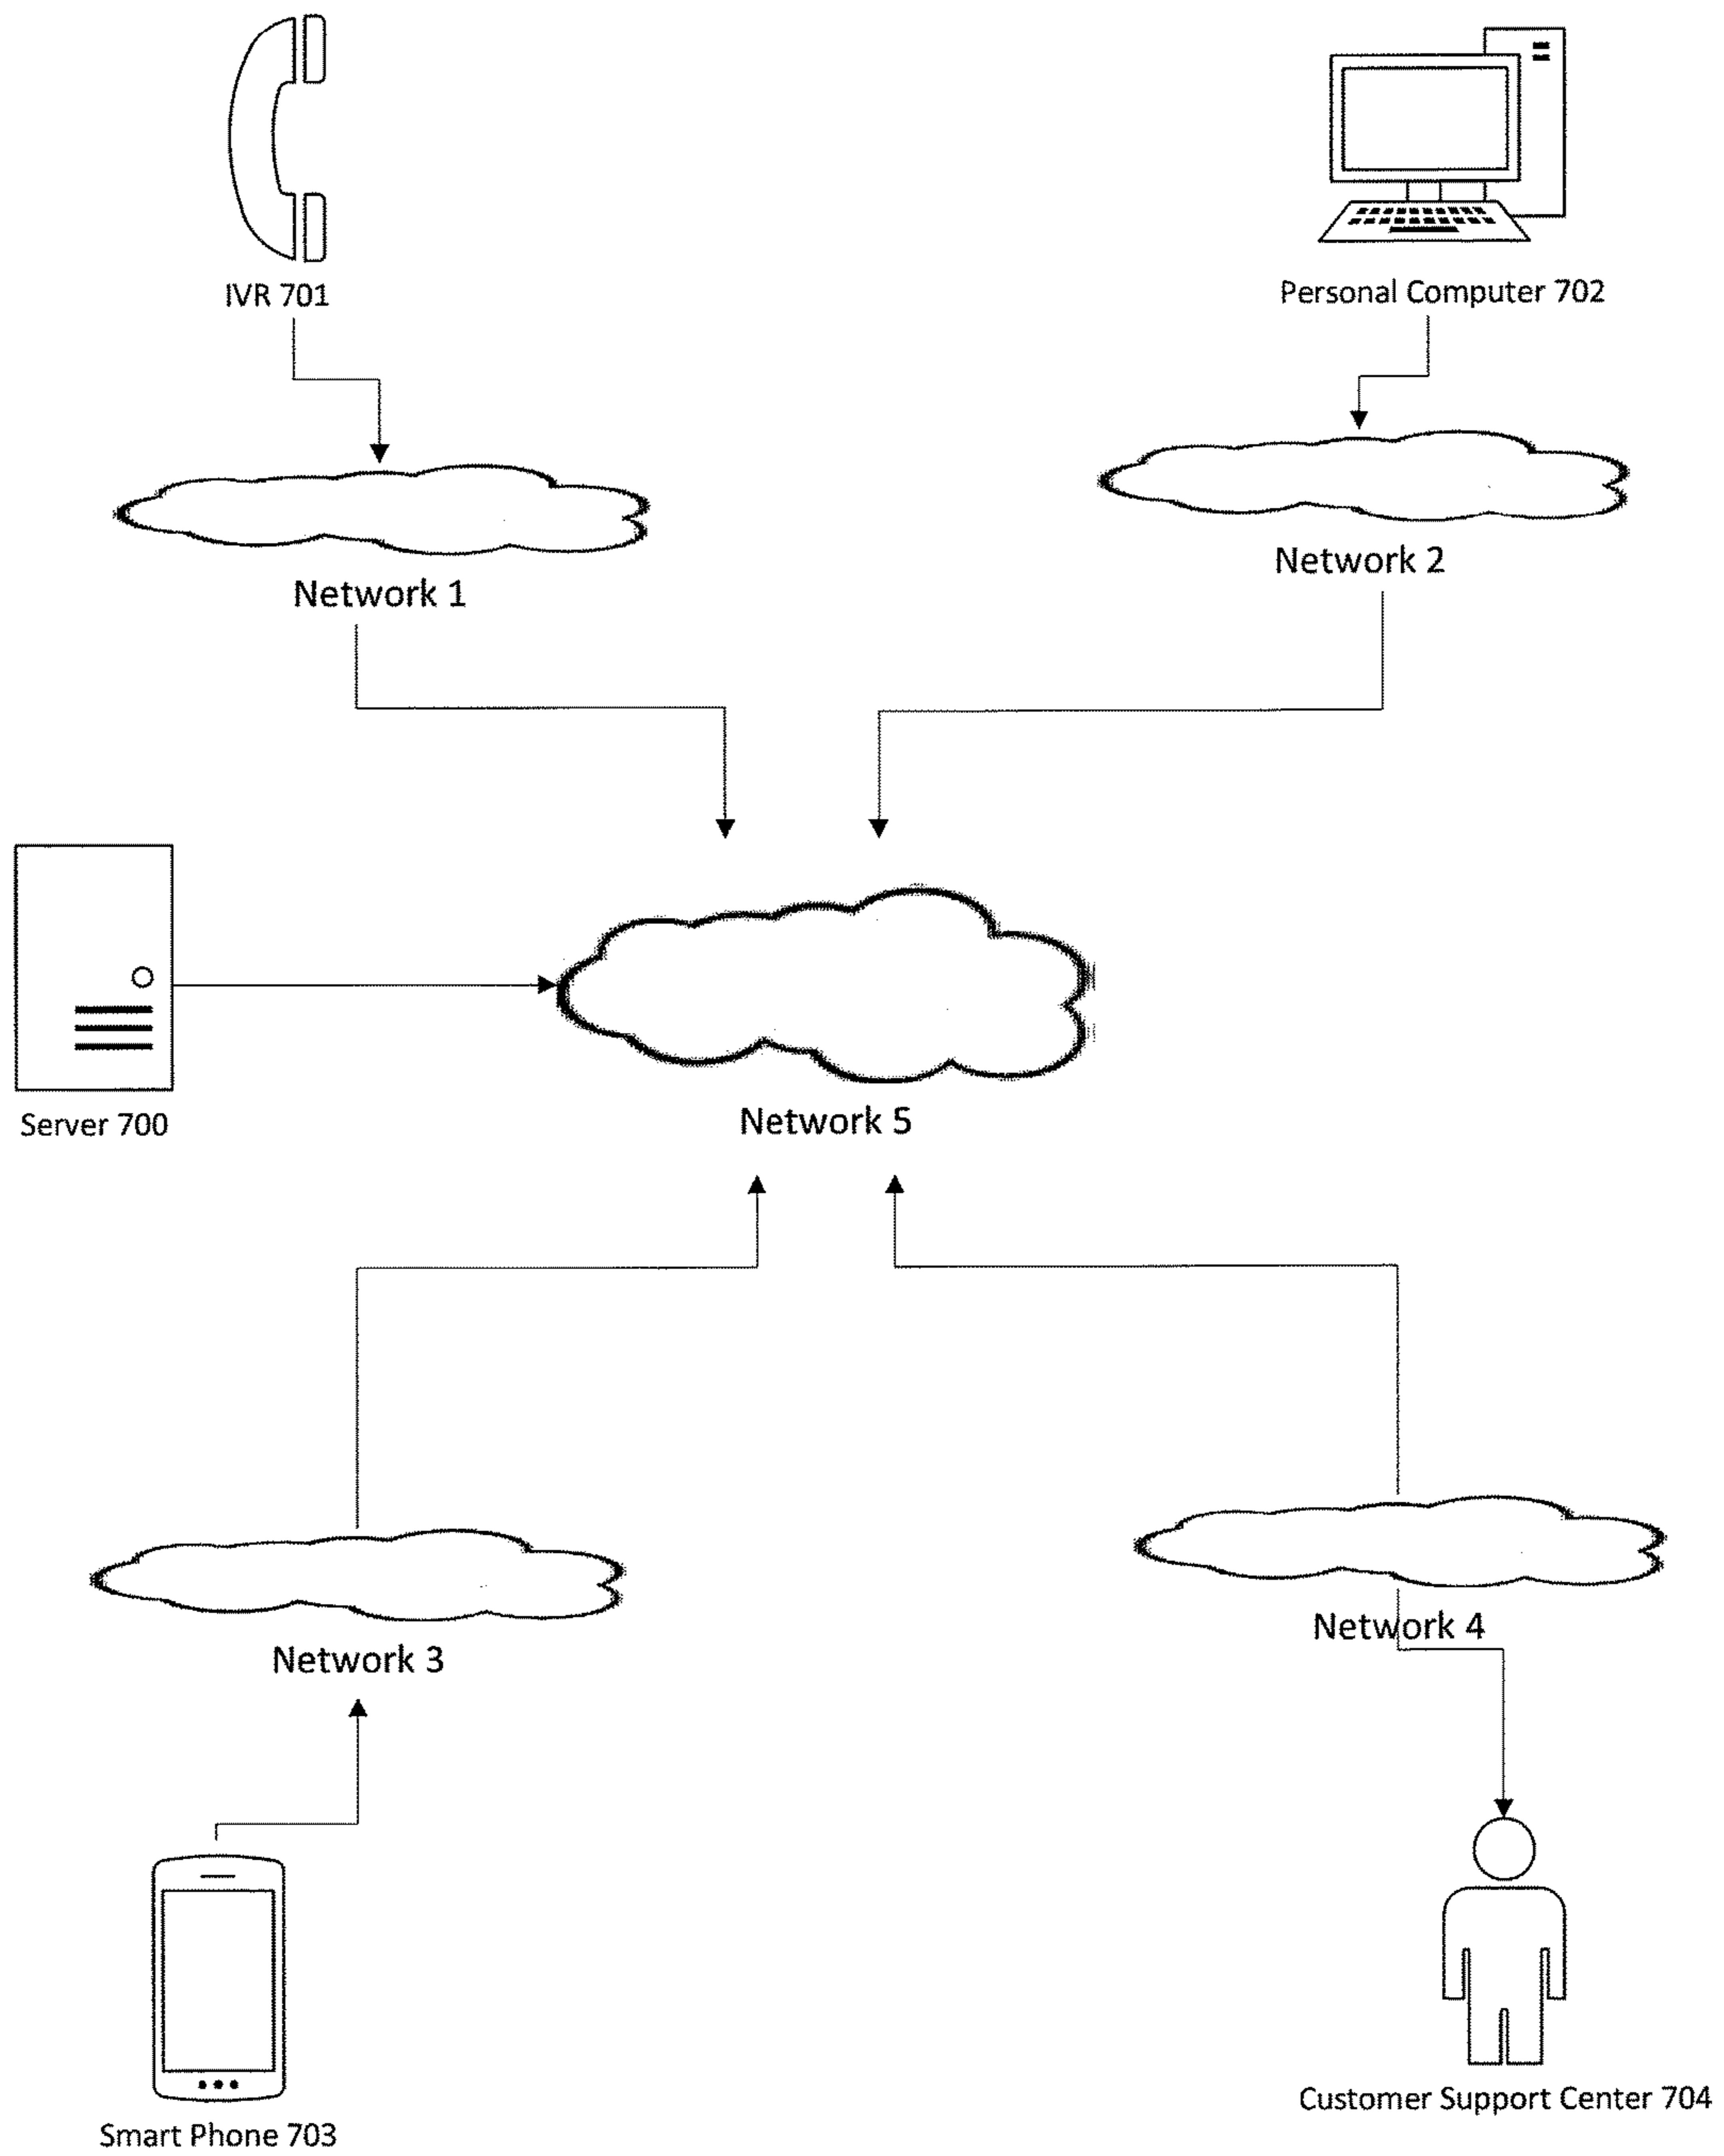 IVR 701
Personal Computer 702
Network 1
Network 2
Server 700
Network 5
Network 3
Network 4
Smart Phone 703
Customer Support Center 704